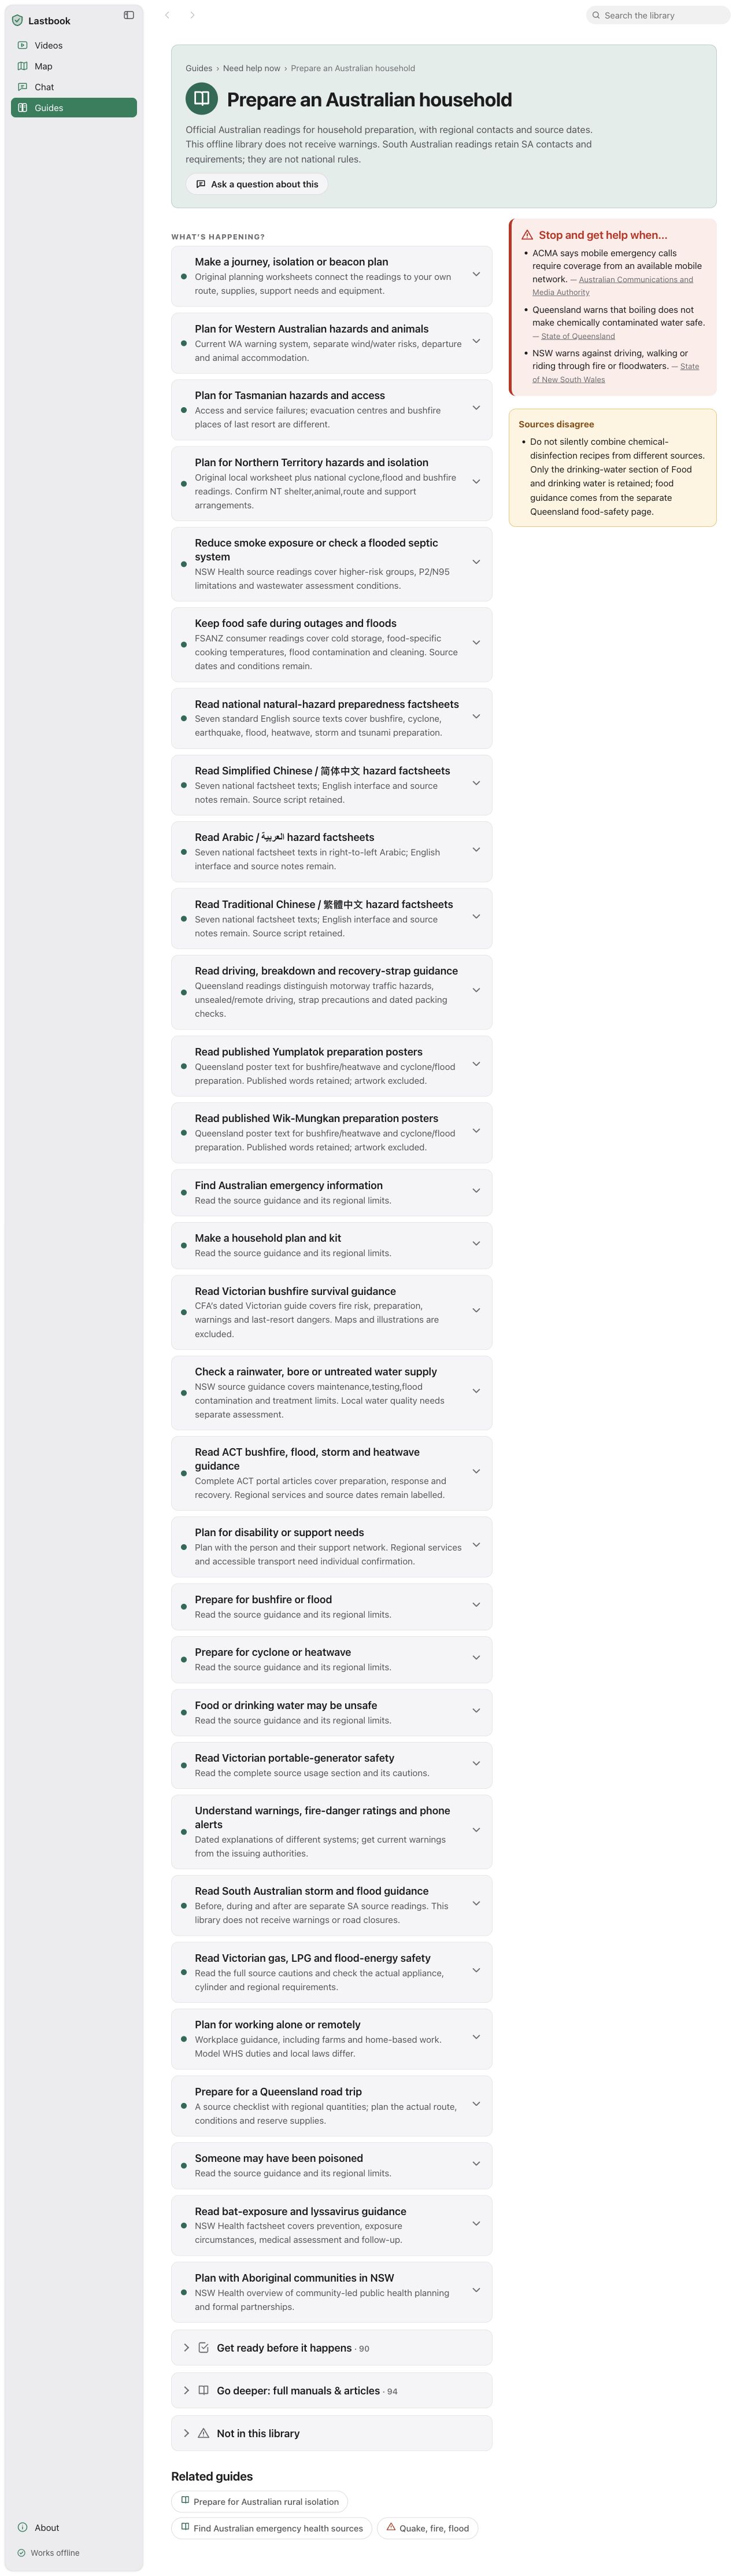 Lastbook
Videos
Map
Chat
Guides
Search the library
Guides › Need help now › Prepare an Australian household
Prepare an Australian household
Official Australian readings for household preparation, with regional contacts and source dates.
This offline library does not receive warnings. South Australian readings retain SA contacts and
requirements; they are not national rules.
Ask a question about this
WHAT'S HAPPENING?
Make a journey, isolation or beacon plan
Original planning worksheets connect the readings to your own
route, supplies, support needs and equipment.
Plan for Western Australian hazards and animals
Current WA warning system, separate wind/water risks, departure
and animal accommodation.
Plan for Tasmanian hazards and access
Access and service failures; evacuation centres and bushfire
places of last resort are different.
Plan for Northern Territory hazards and isolation
Original local worksheet plus national cyclone,flood and bushfire
readings. Confirm NT shelter,animal,route and support
arrangements.
Reduce smoke exposure or check a flooded septic
system
NSW Health source readings cover higher-risk groups, P2/N95
limitations and wastewater assessment conditions.
Keep food safe during outages and floods
FSANZ consumer readings cover cold storage, food-specific
cooking temperatures, flood contamination and cleaning. Source
dates and conditions remain.
Read national natural-hazard preparedness factsheets
Seven standard English source texts cover bushfire, cyclone,
earthquake, flood, heatwave, storm and tsunami preparation.
Read Simplified Chinese / 简体中文 hazard factsheets
Seven national factsheet texts; English interface and source
notes remain. Source script retained.
Read Arabic / العربية hazard factsheets
Seven national factsheet texts in right-to-left Arabic; English
interface and source notes remain.
Read Traditional Chinese / 繁體中文 hazard factsheets
Seven national factsheet texts; English interface and source
notes remain. Source script retained.
Read driving, breakdown and recovery-strap guidance
Queensland readings distinguish motorway traffic hazards,
unsealed/remote driving, strap precautions and dated packing
checks.
Read published Yumplatok preparation posters
Queensland poster text for bushfire/heatwave and cyclone/flood
preparation. Published words retained; artwork excluded.
Read published Wik-Mungkan preparation posters
Queensland poster text for bushfire/heatwave and cyclone/flood
preparation. Published words retained; artwork excluded.
Find Australian emergency information
Read the source guidance and its regional limits.
Make a household plan and kit
Read the source guidance and its regional limits.
Read Victorian bushfire survival guidance
CFA's dated Victorian guide covers fire risk, preparation,
warnings and last-resort dangers. Maps and illustrations are
excluded.
Check a rainwater, bore or untreated water supply
NSW source guidance covers maintenance,testing,flood
contamination and treatment limits. Local water quality needs
separate assessment.
Read ACT bushfire, flood, storm and heatwave
guidance
Complete ACT portal articles cover preparation, response and
recovery. Regional services and source dates remain labelled.
Plan for disability or support needs
Plan with the person and their support network. Regional services
and accessible transport need individual confirmation.
Prepare for bushfire or flood
Read the source guidance and its regional limits.
Prepare for cyclone or heatwave
Read the source guidance and its regional limits.
Food or drinking water may be unsafe
Read the source guidance and its regional limits.
Read Victorian portable-generator safety
Read the complete source usage section and its cautions.
Understand warnings, fire-danger ratings and phone
alerts
Dated explanations of different systems; get current warnings
from the issuing authorities.
Read South Australian storm and flood guidance
Before, during and after are separate SA source readings. This
library does not receive warnings or road closures.
Read Victorian gas, LPG and flood-energy safety
Read the full source cautions and check the actual appliance,
cylinder and regional requirements.
Plan for working alone or remotely
Workplace guidance, including farms and home-based work.
Model WHS duties and local laws differ.
Prepare for a Queensland road trip
A source checklist with regional quantities; plan the actual route,
conditions and reserve supplies.
Someone may have been poisoned
Read the source guidance and its regional limits.
Read bat-exposure and lyssavirus guidance
NSW Health factsheet covers prevention, exposure
circumstances, medical assessment and follow-up.
Plan with Aboriginal communities in NSW
NSW Health overview of community-led public health planning
and formal partnerships.
Get ready before it happens · 90
Go deeper: full manuals & articles · 94
Not in this library
Stop and get help when...
• ACMA says mobile emergency calls
require coverage from an available mobile
network. — Australian Communications and
Media Authority
• Queensland warns that boiling does not
make chemically contaminated water safe.
— State of Queensland
• NSW warns against driving, walking or
riding through fire or floodwaters. — State
of New South Wales
Sources disagree
• Do not silently combine chemical-
disinfection recipes from different sources.
Only the drinking-water section of Food
and drinking water is retained; food
guidance comes from the separate
Queensland food-safety page.
Related guides
Prepare for Australian rural isolation
Find Australian emergency health sources
Quake, fire, flood
About
Works offline